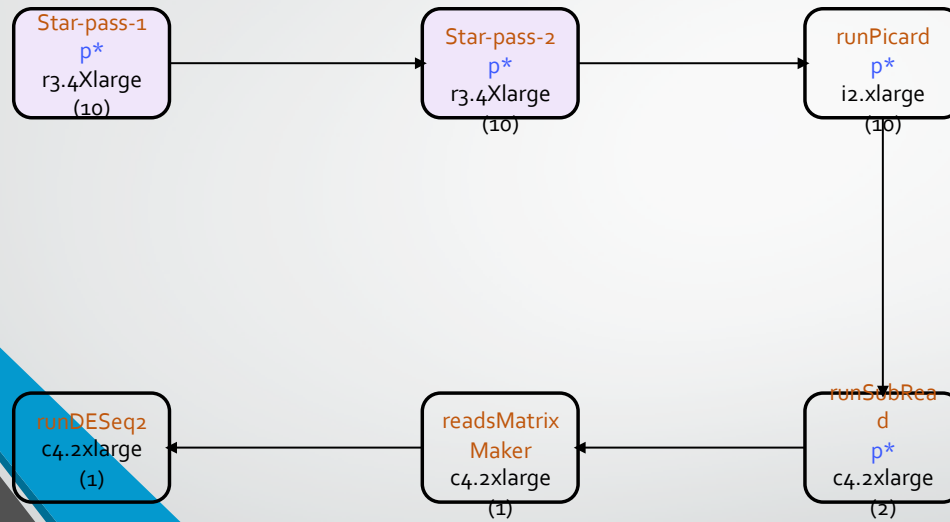 Star-pass-1
p*
r3.4Xlarge
(10)
Star-pass-2
p*
r3.4Xlarge
(10)
runPicard
p*
i2.xlarge
(10)
runSubRea
d
p*
c4.2xlarge
(2)
readsMatrix
Maker
c4.2xlarge
(1)
runDESeq2
c4.2xlarge
(1)